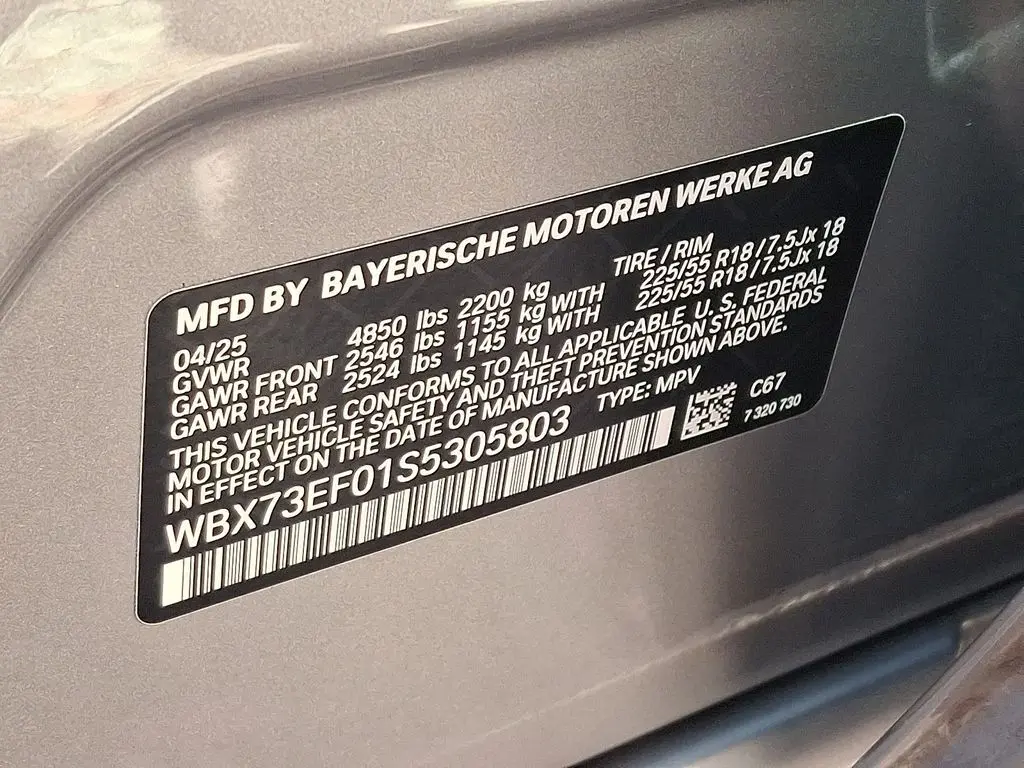 MFD BY BAYERISCHE MOTOREN WERKE AG
04/25 TIRE / RIM
GVWR 4850 lbs 2200 kg
GAWR FRONT 2546 lbs 1155 kg WITH 225/55 R18 / 7.5Jx 18
GAWR REAR 2524 lbs 1145 kg WITH 225/55 R18 / 7.5Jx 18
THIS VEHICLE CONFORMS TO ALL APPLICABLE U. S. FEDERAL
MOTOR VEHICLE SAFETY AND THEFT PREVENTION STANDARDS
IN EFFECT ON THE DATE OF MANUFACTURE SHOWN ABOVE.
WBX73EF01S5305803 TYPE: MPV C67
7 320 730